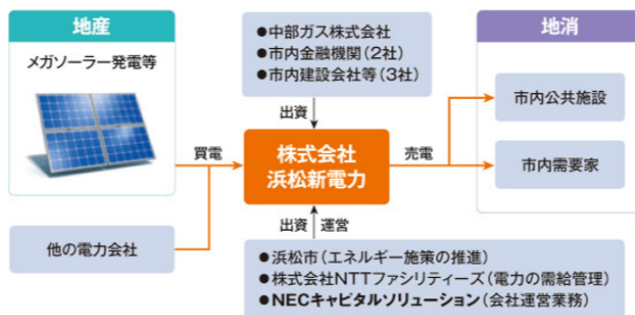 地産
メガソーラー発電等
他の電力会社
買電
●中部ガス株式会社
●市内金融機関(2社)
●市内建設会社等(3社)
出資
株式会社
浜松新電力
出資 運営
●浜松市(エネルギー施策の推進)
●株式会社NTTファシリティーズ(電力の需給管理)
●NECキャピタルソリューション(会社運営業務)
売電
地消
市内公共施設
市内需要家